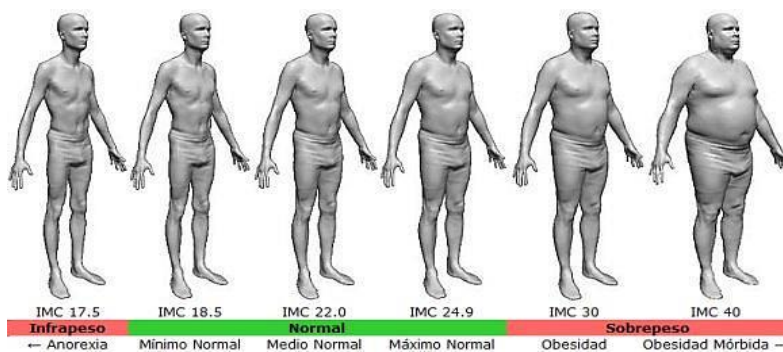 IMC 17.5 IMC 18.5 IMC 22.0 IMC 24.9 IMC 30 IMC 40
Infrapeso Normal Sobrepeso
← Anorexia Mínimo Normal Medio Normal Máximo Normal Obesidad Obesidad Mórbida →